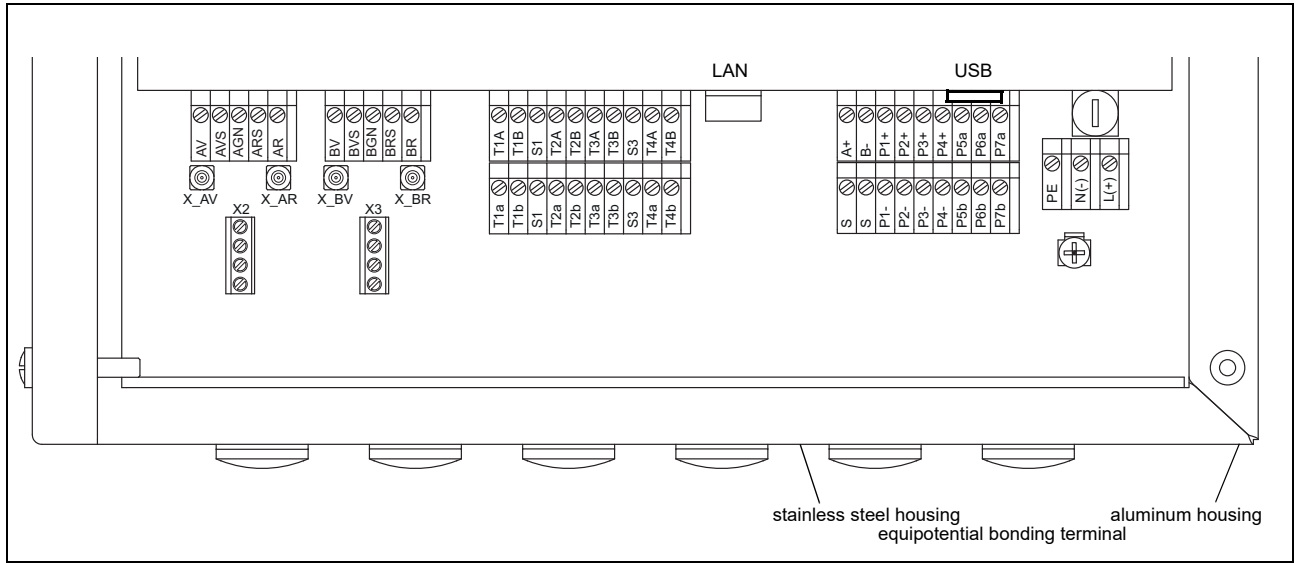 LAN
USB
AV AVS AGN ARS AR
BV BVS BGN BRS BR
T1A T1B S1 T2A T2B T3A T3B S3 T4A T4B
A+ B- P1+ P2+ P3+ P4+ P5a P6a P7a
PE N(-) L(+)
X_AV X_AR X_BV X_BR
X2 X3
T1a T1b S1 T2a T2b T3a T3b S3 T4a T4b
S S P1- P2- P3- P4- P5b P6b P7b
stainless steel housing
aluminum housing
equipotential bonding terminal